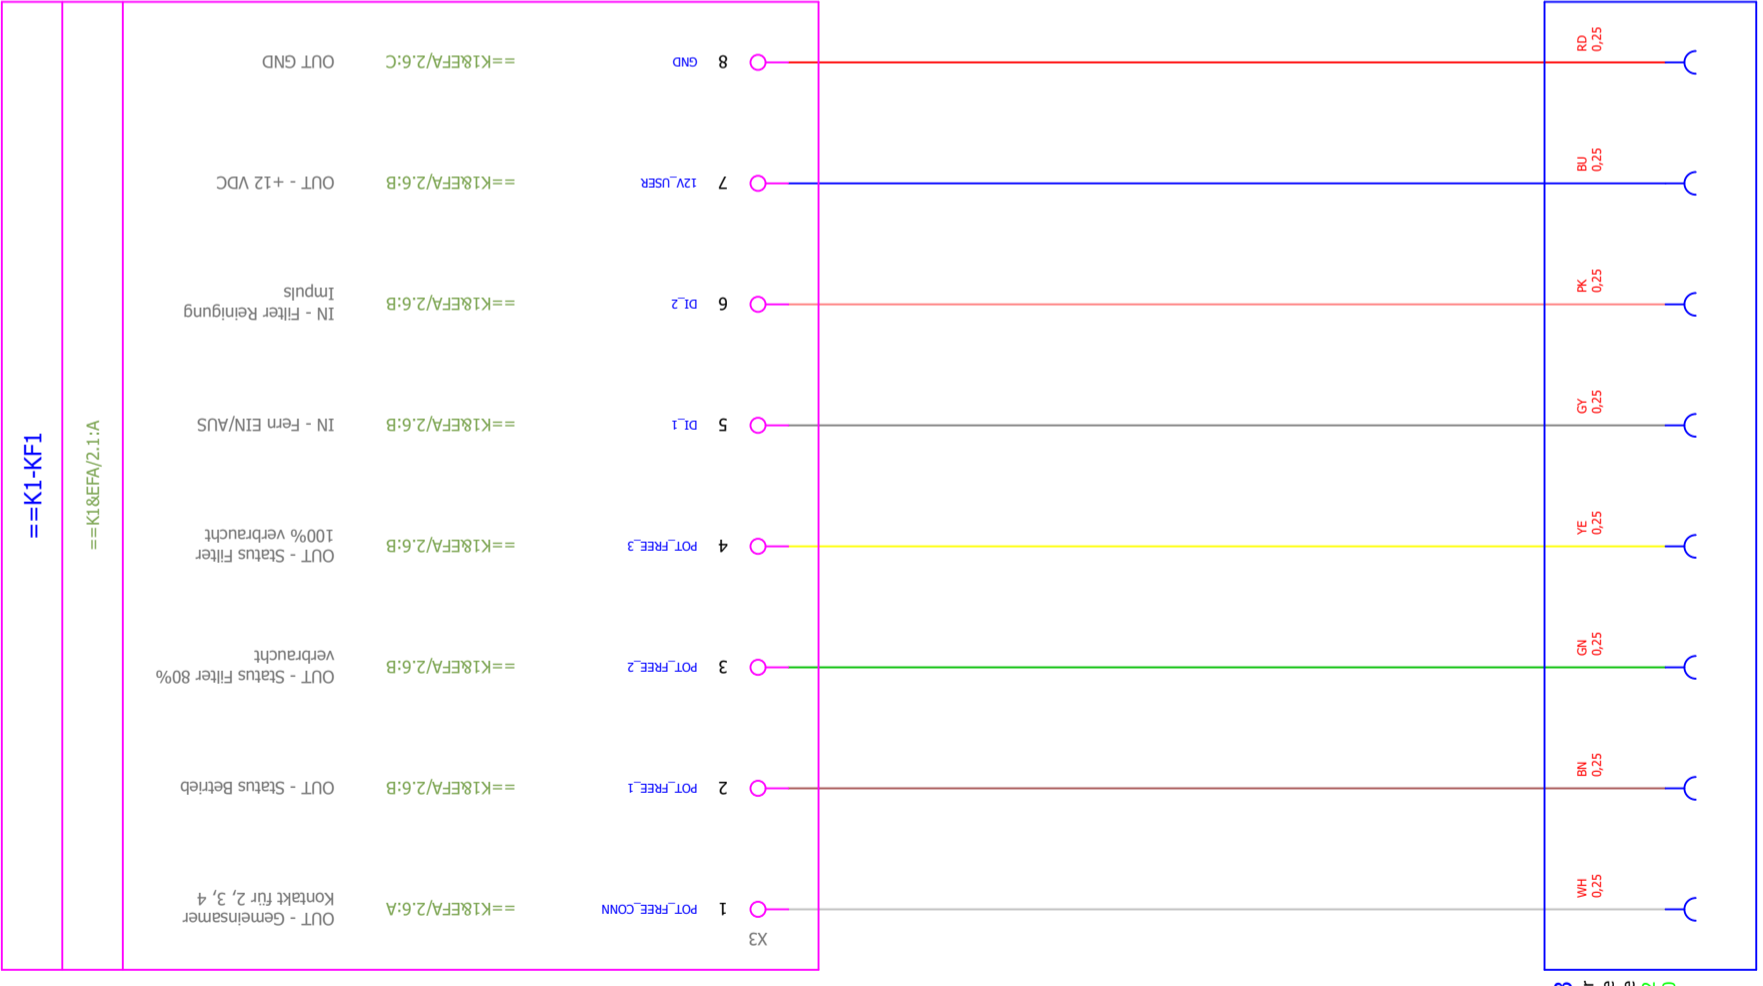 ==K1-KF1
==K1&EFA/2.1:A
OUT GND
==K1&EFA/2.6:C
GND
8
RD
0,25
OUT - +12 VDC
==K1&EFA/2.6:B
12V_USER
7
BU
0,25
IN - Filter Reinigung
Impuls
==K1&EFA/2.6:B
DI_2
6
PK
0,25
IN - Fern EIN/AUS
==K1&EFA/2.6:B
DI_1
5
GY
0,25
OUT - Status Filter
100% verbraucht
==K1&EFA/2.6:B
POT_FREE_3
4
YE
0,25
OUT - Status Filter 80%
verbraucht
==K1&EFA/2.6:B
POT_FREE_2
3
GN
0,25
OUT - Status Betrieb
==K1&EFA/2.6:B
POT_FREE_1
2
BN
0,25
OUT - Gemeinsamer
Kontakt für 2, 3, 4
==K1&EFA/2.6:A
POT_FREE_CONN
1
WH
0,25
X3